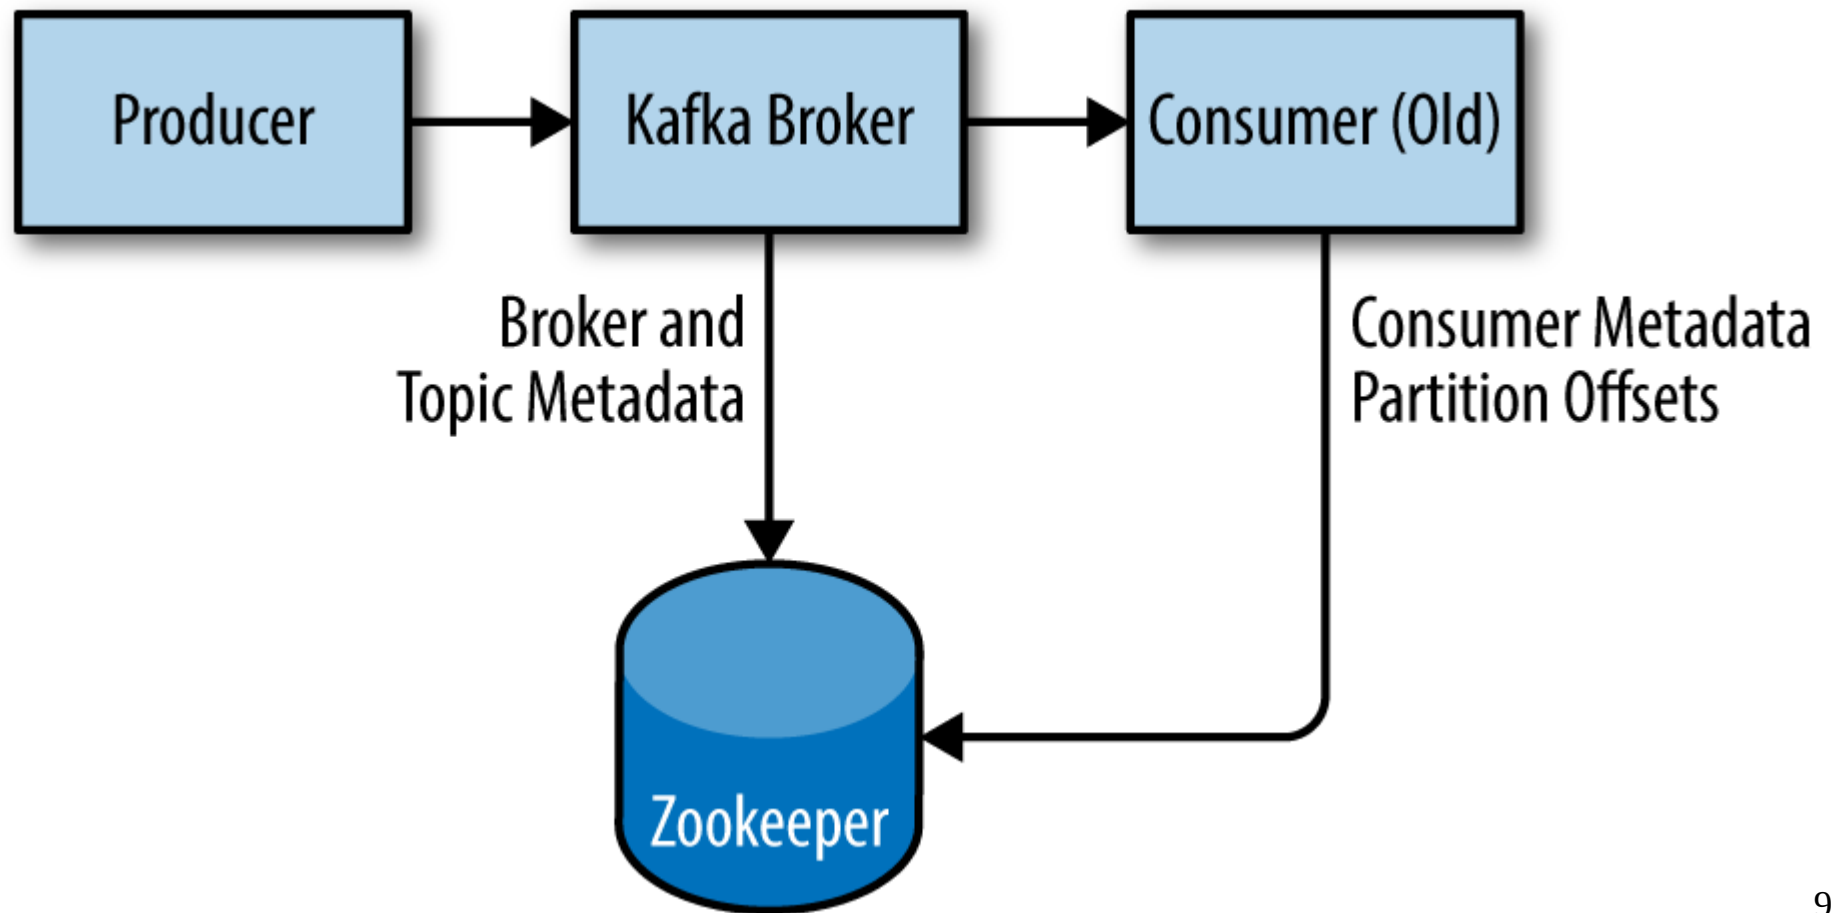 Producer
Kafka Broker
Consumer (Old)
Broker and
Topic Metadata
Consumer Metadata
Partition Offsets
Zookeeper
9